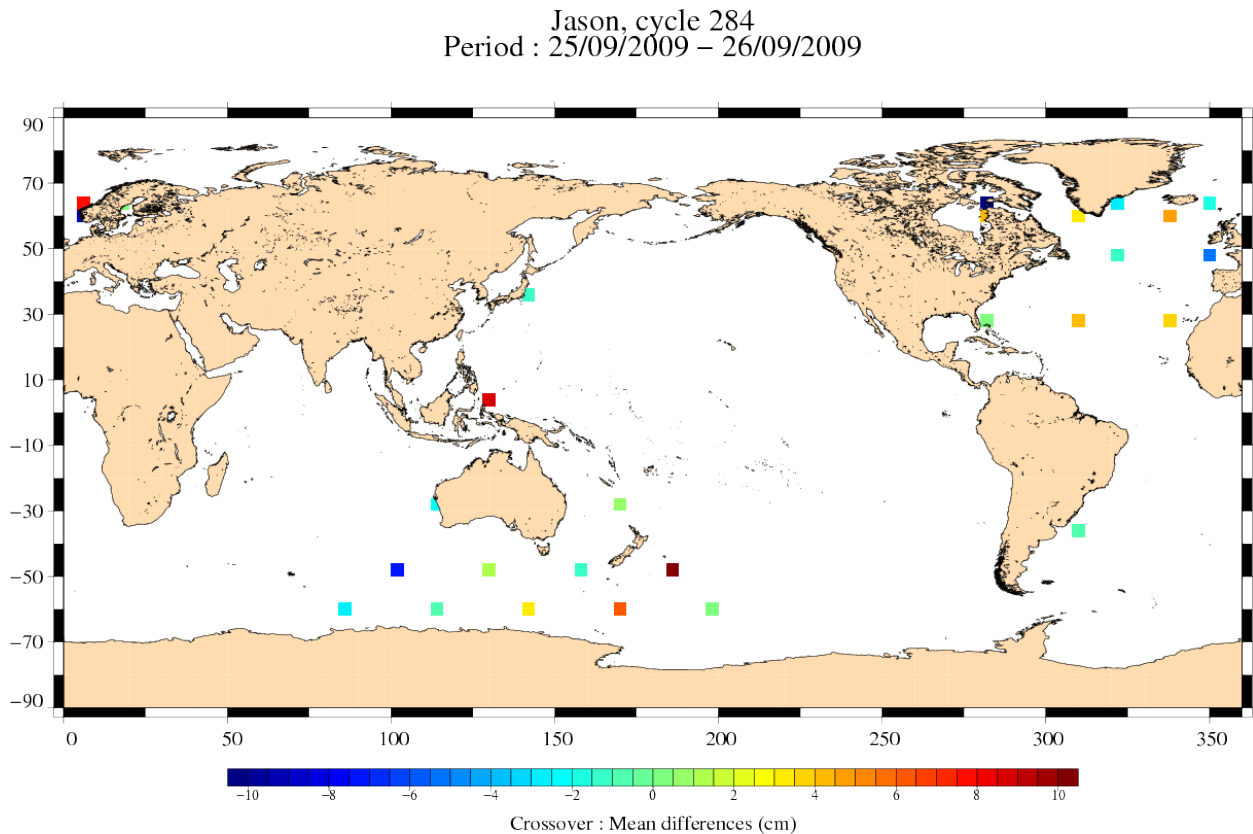 Jason, cycle 284
Period : 25/09/2009 – 26/09/2009
90
70
50
30
10
−10
−30
−50
−70
−90
0 50 100 150 200 250 300 350
−10 −8 −6 −4 −2 0 2 4 6 8 10
Crossover : Mean differences (cm)